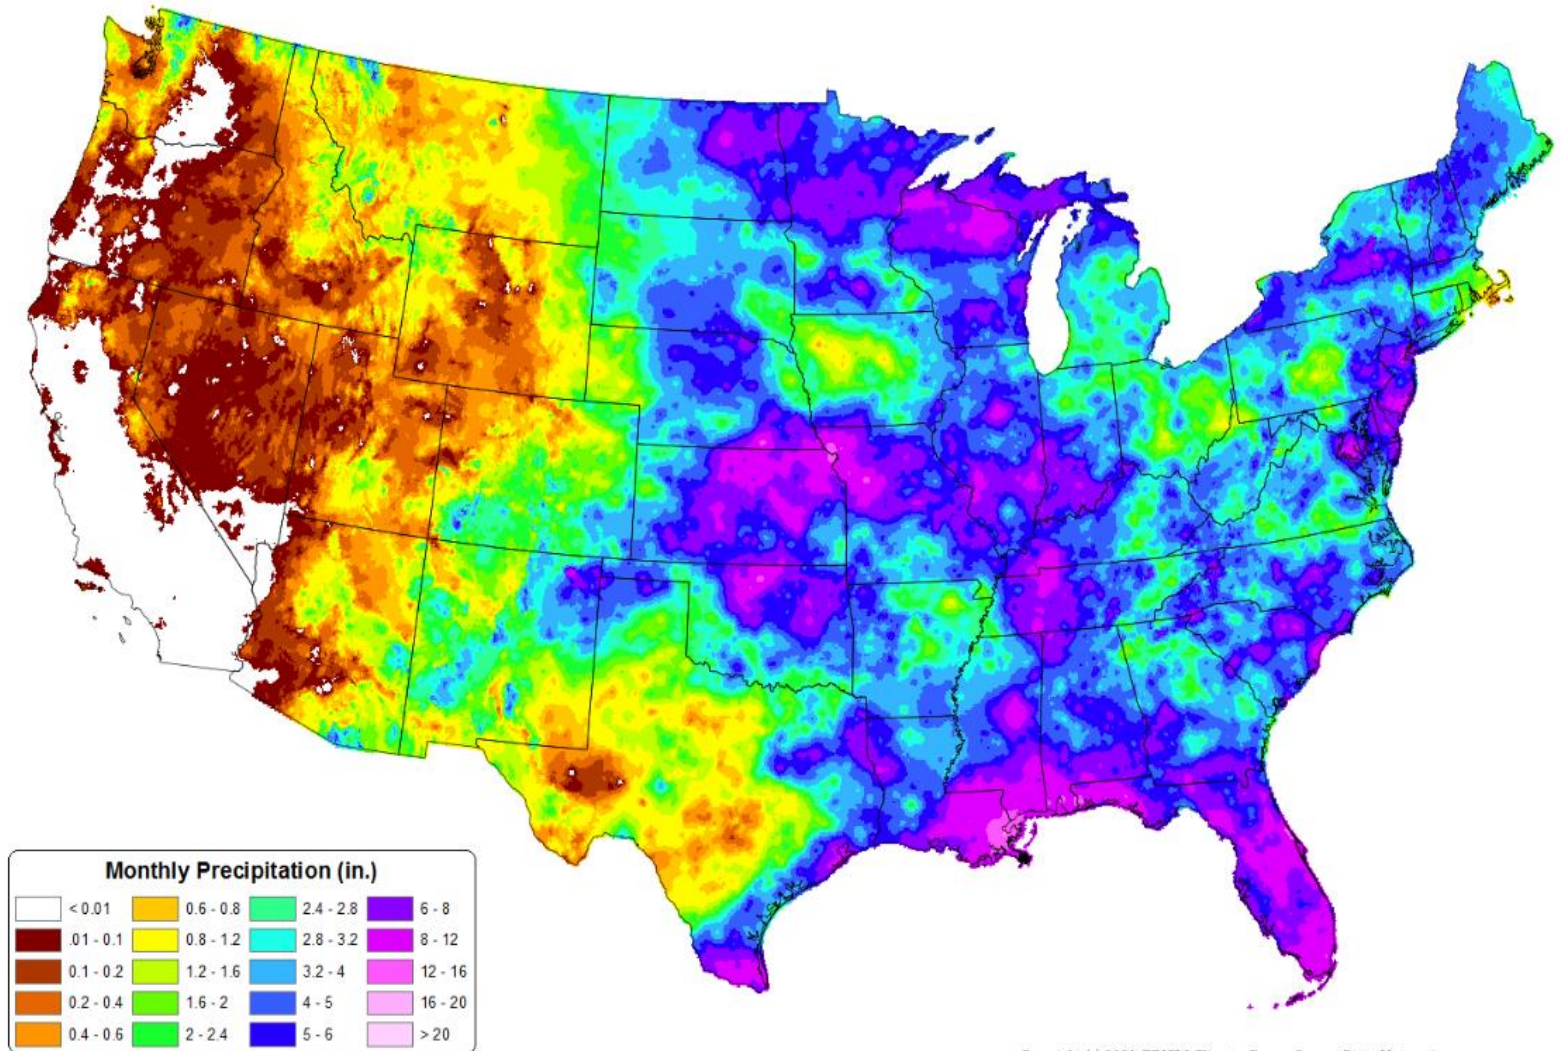 Monthly Precipitation (in.)
< 0.01 0.6 - 0.8 2.4 - 2.8 6 - 8
.01 - 0.1 0.8 - 1.2 2.8 - 3.2 8 - 12
0.1 - 0.2 1.2 - 1.6 3.2 - 4 12 - 16
0.2 - 0.4 1.6 - 2 4 - 5 16 - 20
0.4 - 0.6 2 - 2.4 5 - 6 > 20